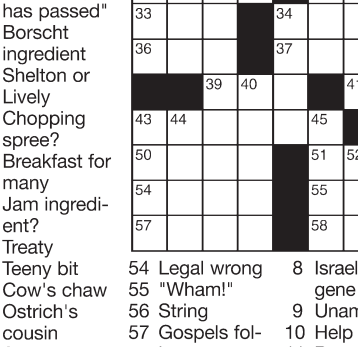 has passed"
Borscht
ingredient
Shelton or
Lively
Chopping
spree?
Breakfast for
many
Jam ingredi-
ent?
Treaty
Teeny bit
Cow's chaw
Ostrich's
cousin
33 34
36 37
39 40
43 44 45
50 51
54 55
57 58
54 Legal wrong
55 "Wham!"
56 String
57 Gospels fol-
8 Israel
gene
9 Unam
10 Help